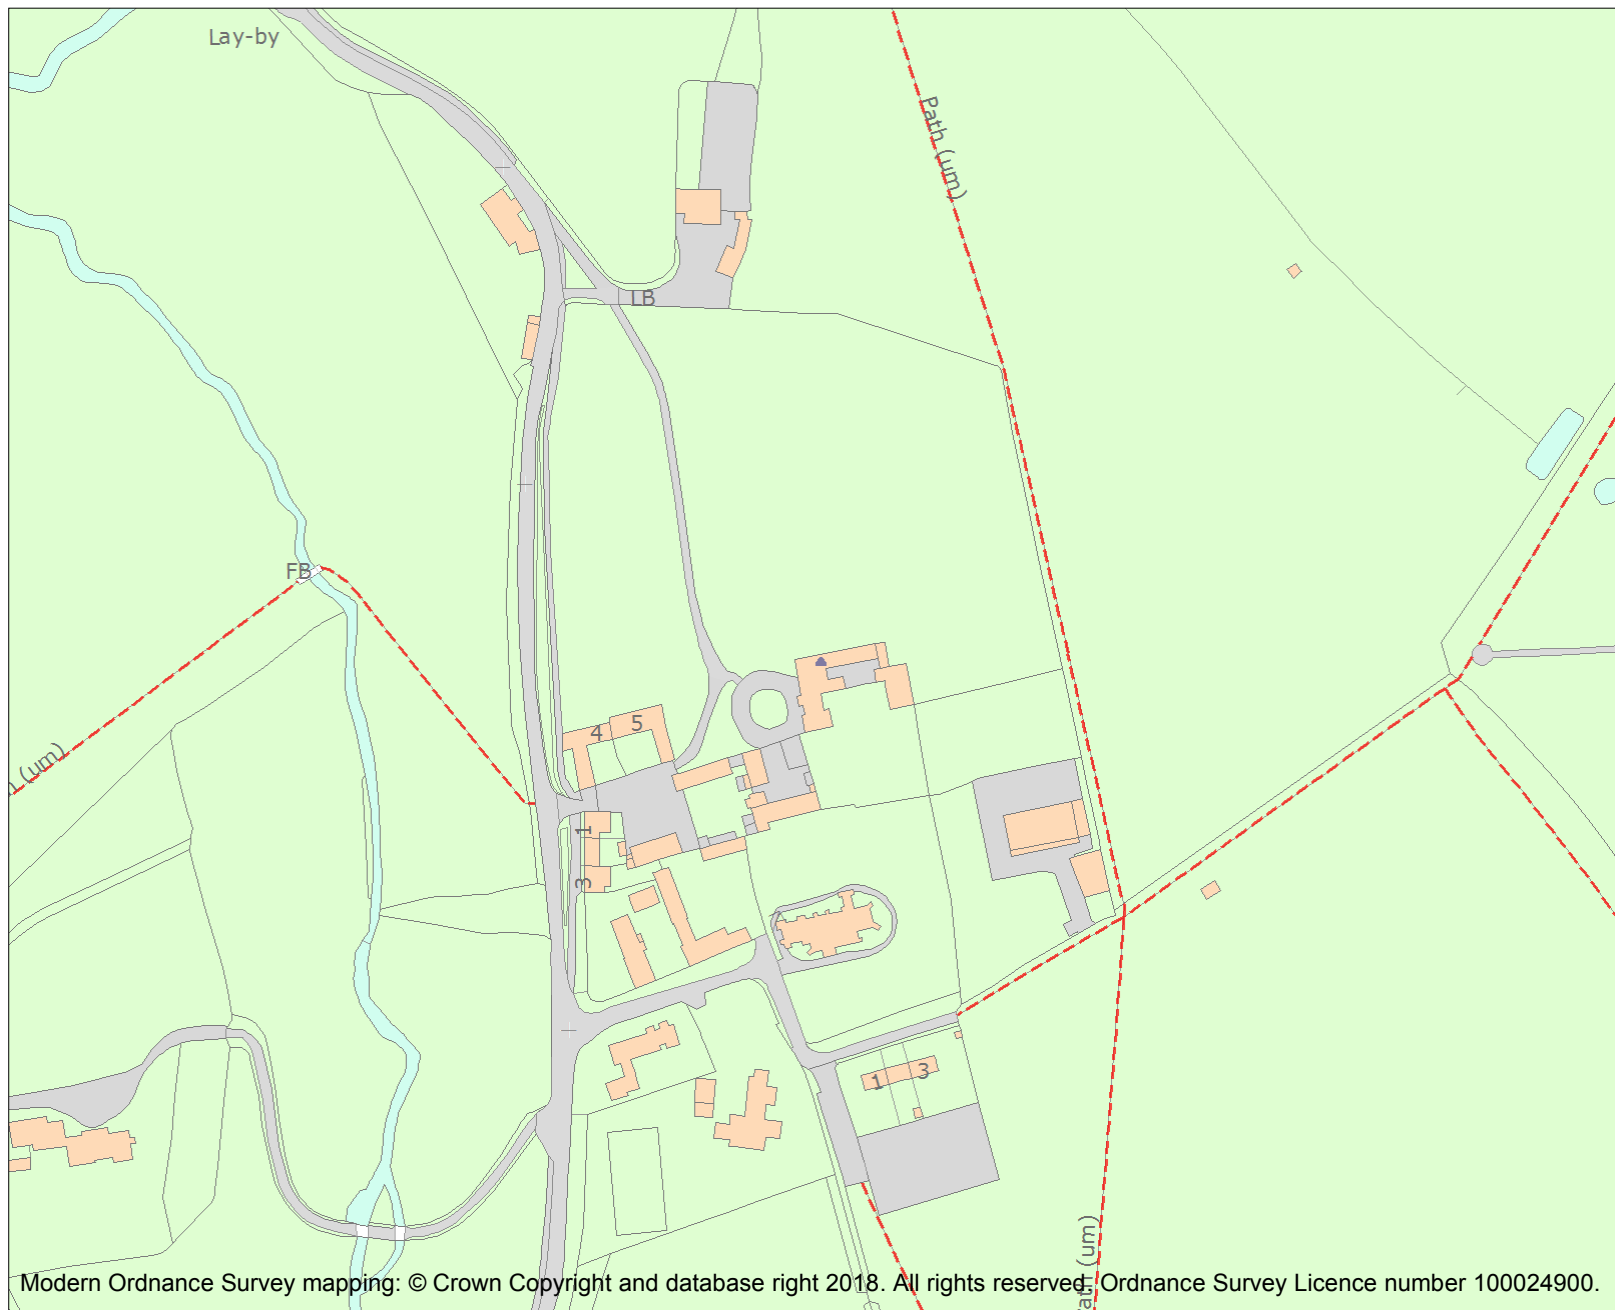 Lay-by
Path (um)
LB
FB
5
4
h (um)
1
3
1
3
Path (um)
Modern Ordnance Survey mapping: © Crown Copyright and database right 2018. All rights reserved. Ordnance Survey Licence number 100024900.